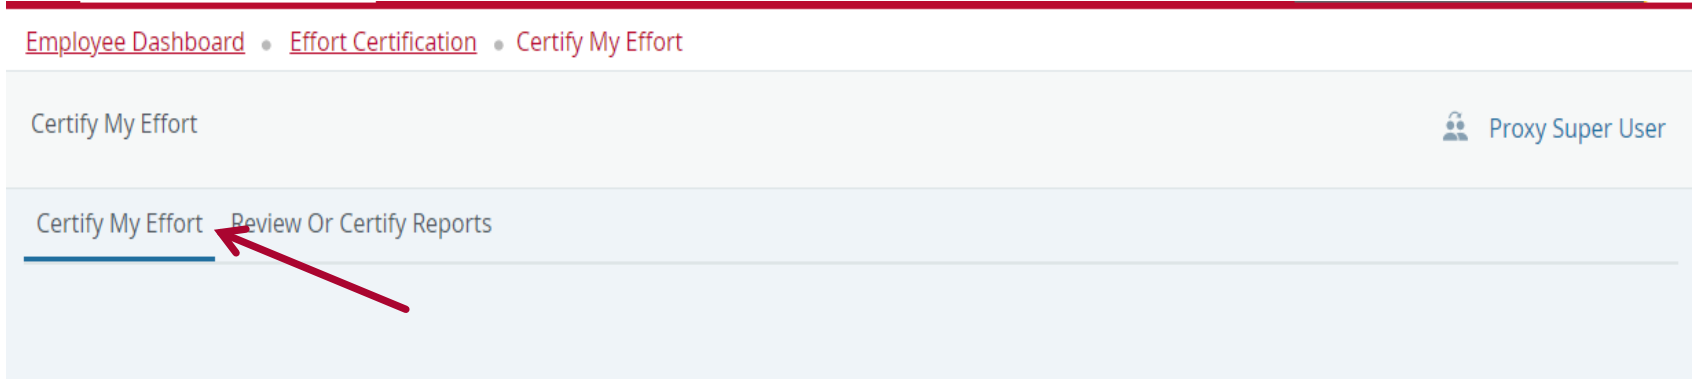 Employee Dashboard • Effort Certification • Certify My Effort
Certify My Effort
Proxy Super User
Certify My Effort Review Or Certify Reports